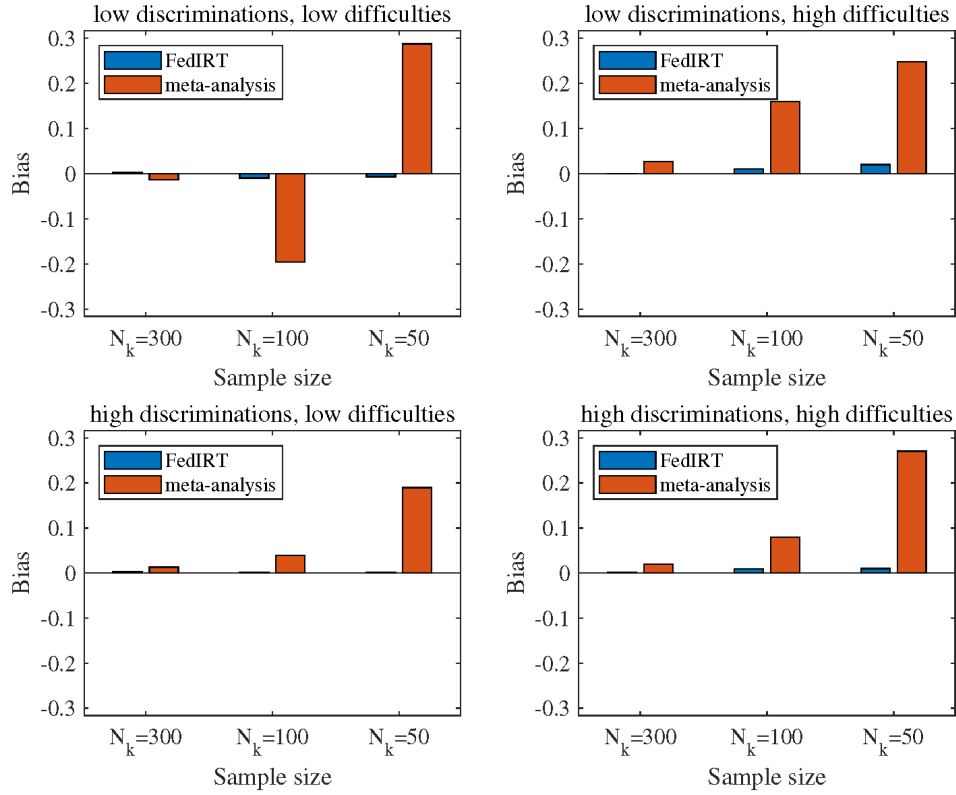 low discriminations, low difficulties
0.3
0.2
0.1
0
-0.1
-0.2
-0.3
Bias
FedIRT
meta-analysis
N_k=300 N_k=100 N_k=50
Sample size
low discriminations, high difficulties
0.3
0.2
0.1
0
-0.1
-0.2
-0.3
Bias
FedIRT
meta-analysis
N_k=300 N_k=100 N_k=50
Sample size
high discriminations, low difficulties
0.3
0.2
0.1
0
-0.1
-0.2
-0.3
Bias
FedIRT
meta-analysis
N_k=300 N_k=100 N_k=50
Sample size
high discriminations, high difficulties
0.3
0.2
0.1
0
-0.1
-0.2
-0.3
Bias
FedIRT
meta-analysis
N_k=300 N_k=100 N_k=50
Sample size